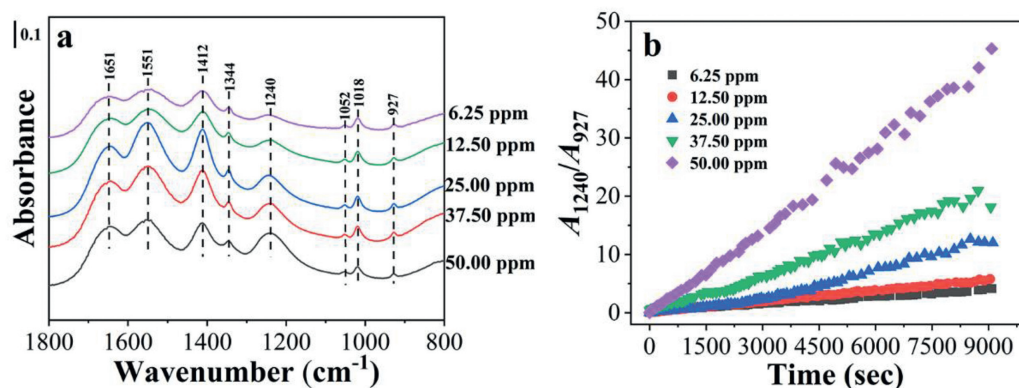 0.1
a
1651
1551
1412
1344
1240
1052
1018
927
6.25 ppm
12.50 ppm
25.00 ppm
37.50 ppm
50.00 ppm
Absorbance
1800 1600 1400 1200 1000 800
Wavenumber (cm-1)
b
50
40
30
20
10
0
6.25 ppm
12.50 ppm
25.00 ppm
37.50 ppm
50.00 ppm
A1240/A927
0 1500 3000 4500 6000 7500 9000
Time (sec)